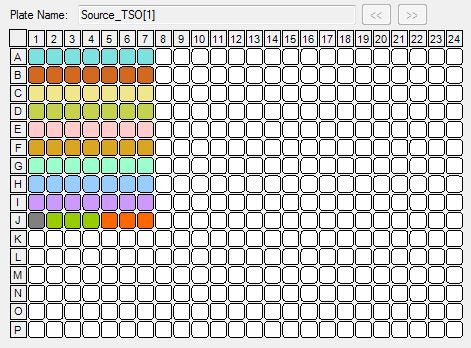 Plate Name: Source_TSO[1] << >>
1 2 3 4 5 6 7 8 9 10 11 12 13 14 15 16 17 18 19 20 21 22 23 24
A
B
C
D
E
F
G
H
I
J
K
L
M
N
O
P